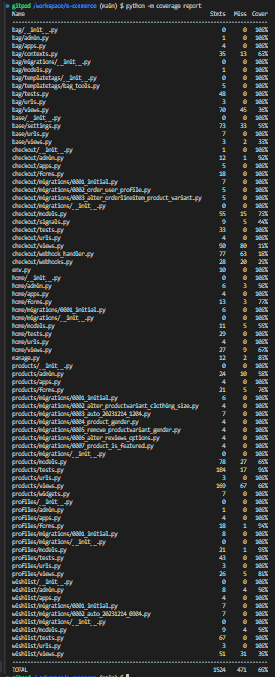 gitpod /workspace/e-commerce (main) $ python -m coverage report
Name Stmts Miss Cover
bag/__init__.py 0 0 100%
bag/admin.py 1 0 100%
bag/apps.py 4 0 100%
bag/contexts.py 35 13 63%
bag/migrations/__init__.py 0 0 100%
bag/models.py 1 0 100%
bag/templatetags/__init__.py 0 0 100%
bag/templatetags/bag_tools.py 5 0 100%
bag/tests.py 48 0 100%
bag/urls.py 3 0 100%
bag/views.py 70 45 36%
base/__init__.py 0 0 100%
base/settings.py 73 33 55%
base/urls.py 7 0 100%
base/views.py 3 2 33%
checkout/__init__.py 1 0 100%
checkout/admin.py 12 1 92%
checkout/apps.py 5 0 100%
checkout/forms.py 18 0 100%
checkout/migrations/0001_initial.py 7 0 100%
checkout/migrations/0002_order_user_profile.py 5 0 100%
checkout/migrations/0003_alter_orderlineitem_product_variant.py 5 0 100%
checkout/migrations/__init__.py 0 0 100%
checkout/models.py 55 15 73%
checkout/signals.py 9 5 44%
checkout/tests.py 33 0 100%
checkout/urls.py 4 0 100%
checkout/views.py 90 80 11%
checkout/webhook_handler.py 77 63 18%
checkout/webhooks.py 28 20 29%
env.py 10 0 100%
home/__init__.py 0 0 100%
home/admin.py 6 3 50%
home/apps.py 4 0 100%
home/forms.py 13 3 77%
home/migrations/0001_initial.py 6 0 100%
home/migrations/__init__.py 0 0 100%
home/models.py 11 5 55%
home/tests.py 29 0 100%
home/urls.py 4 0 100%
home/views.py 27 9 67%
manage.py 12 2 83%
products/__init__.py 0 0 100%
products/admin.py 24 10 58%
products/apps.py 4 0 100%
products/forms.py 21 5 76%
products/migrations/0001_initial.py 6 0 100%
products/migrations/0002_alter_productvariant_clothing_size.py 4 0 100%
products/migrations/0003_auto_20231214_1204.py 7 0 100%
products/migrations/0004_product_gender.py 4 0 100%
products/migrations/0005_remove_productvariant_gender.py 4 0 100%
products/migrations/0006_alter_reviews_options.py 4 0 100%
products/migrations/0007_product_is_featured.py 4 0 100%
products/migrations/__init__.py 0 0 100%
products/models.py 78 27 65%
products/tests.py 184 17 91%
products/urls.py 3 0 100%
products/views.py 169 67 60%
products/widgets.py 7 0 100%
profiles/__init__.py 0 0 100%
profiles/admin.py 1 0 100%
profiles/apps.py 4 0 100%
profiles/forms.py 18 1 94%
profiles/migrations/0001_initial.py 8 0 100%
profiles/migrations/__init__.py 0 0 100%
profiles/models.py 21 1 95%
profiles/tests.py 43 0 100%
profiles/urls.py 3 0 100%
profiles/views.py 26 5 81%
wishlist/__init__.py 0 0 100%
wishlist/admin.py 8 4 50%
wishlist/apps.py 4 0 100%
wishlist/migrations/0001_initial.py 7 0 100%
wishlist/migrations/0002_auto_20231221_0904.py 7 0 100%
wishlist/migrations/__init__.py 0 0 100%
wishlist/models.py 9 4 56%
wishlist/tests.py 67 0 100%
wishlist/urls.py 3 0 100%
wishlist/views.py 51 31 39%
TOTAL 1524 471 69%